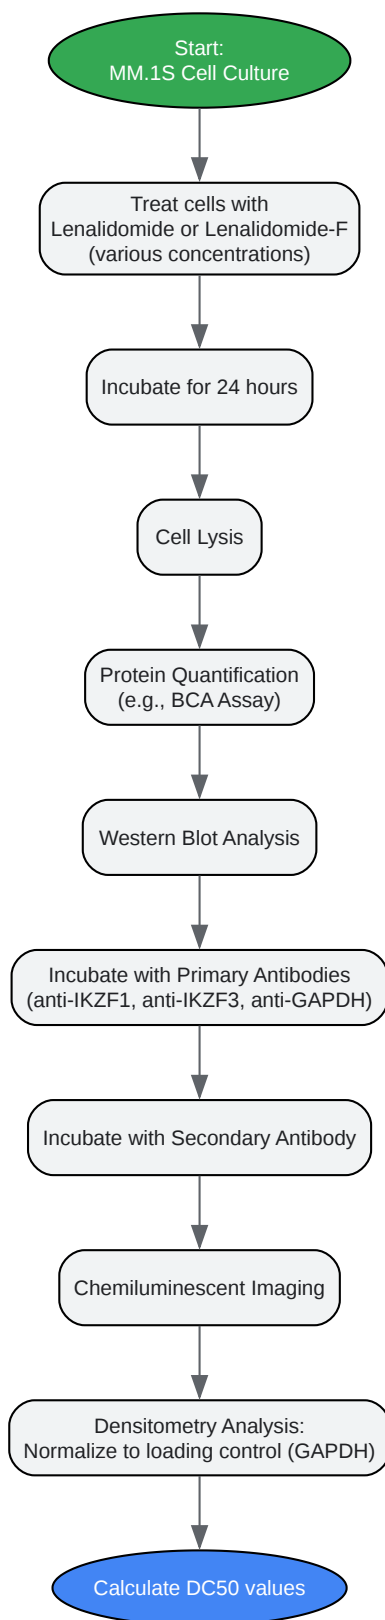 Start:
MM.1S Cell Culture
Treat cells with
Lenalidomide or Lenalidomide-F
(various concentrations)
Incubate for 24 hours
Cell Lysis
Protein Quantification
(e.g., BCA Assay)
Western Blot Analysis
Incubate with Primary Antibodies
(anti-IKZF1, anti-IKZF3, anti-GAPDH)
Incubate with Secondary Antibody
Chemiluminescent Imaging
Densitometry Analysis:
Normalize to loading control (GAPDH)
Calculate DC50 values